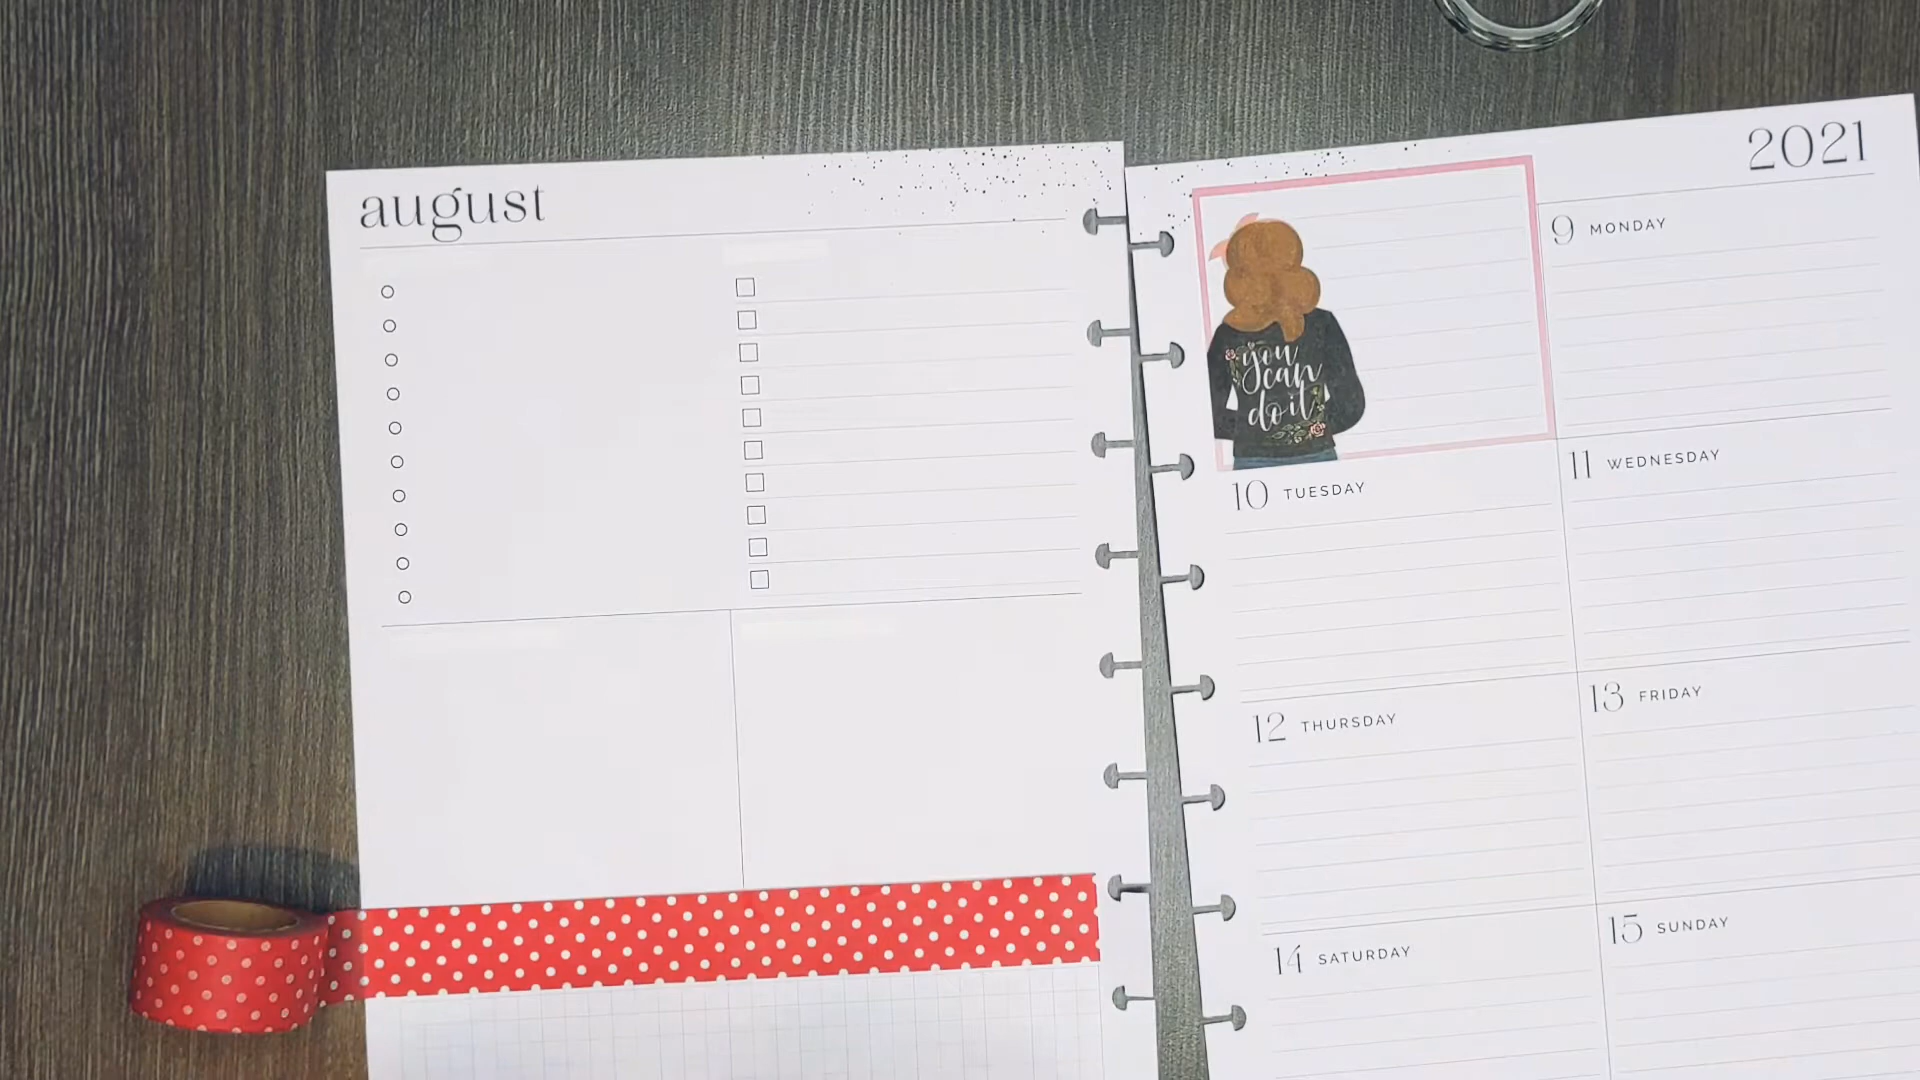 august
2021
you
can
do it
9 MONDAY
10 TUESDAY
11 WEDNESDAY
12 THURSDAY
13 FRIDAY
14 SATURDAY
15 SUNDAY